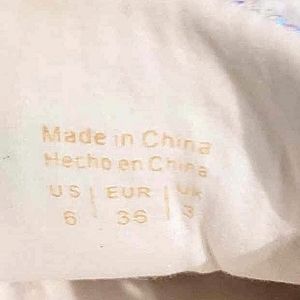 Made in China
Hecho en China
US | EUR | UK
6 | 36 | 3